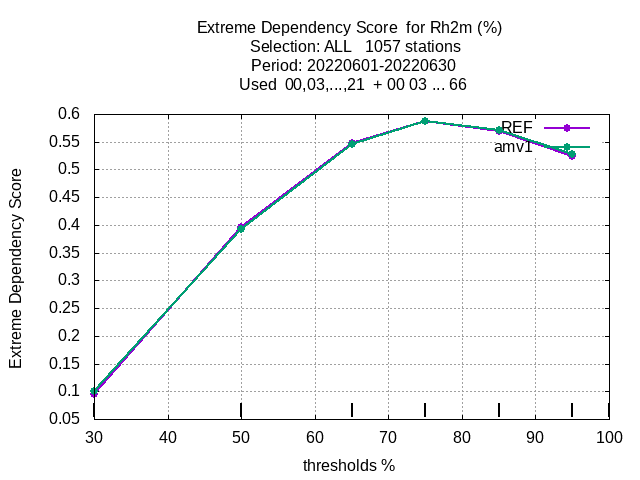 Extreme Dependency Score  for Rh2m (%)
Selection: ALL   1057 stations
Period: 20220601-20220630
Used  00,03,...,21  + 00 03 ... 66
REF
amv1
Extreme Dependency Score
0.6
0.55
0.5
0.45
0.4
0.35
0.3
0.25
0.2
0.15
0.1
0.05
30 40 50 60 70 80 90 100
thresholds %